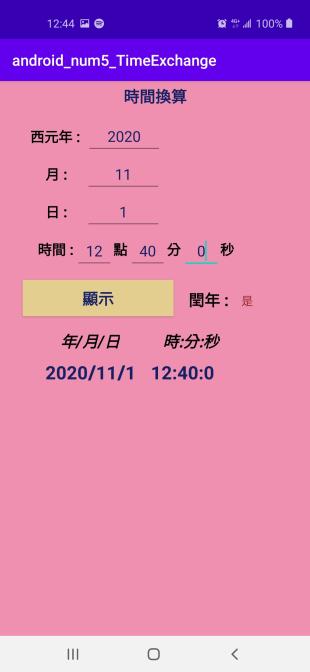 12:44 4G+ 100%
android_num5_TimeExchange
時間換算
西元年 : 2020
月 : 11
日 : 1
時間 : 12 點 40 分 0 秒
顯示 閏年 : 是
年/月/日 時:分:秒
2020/11/1 12:40:0